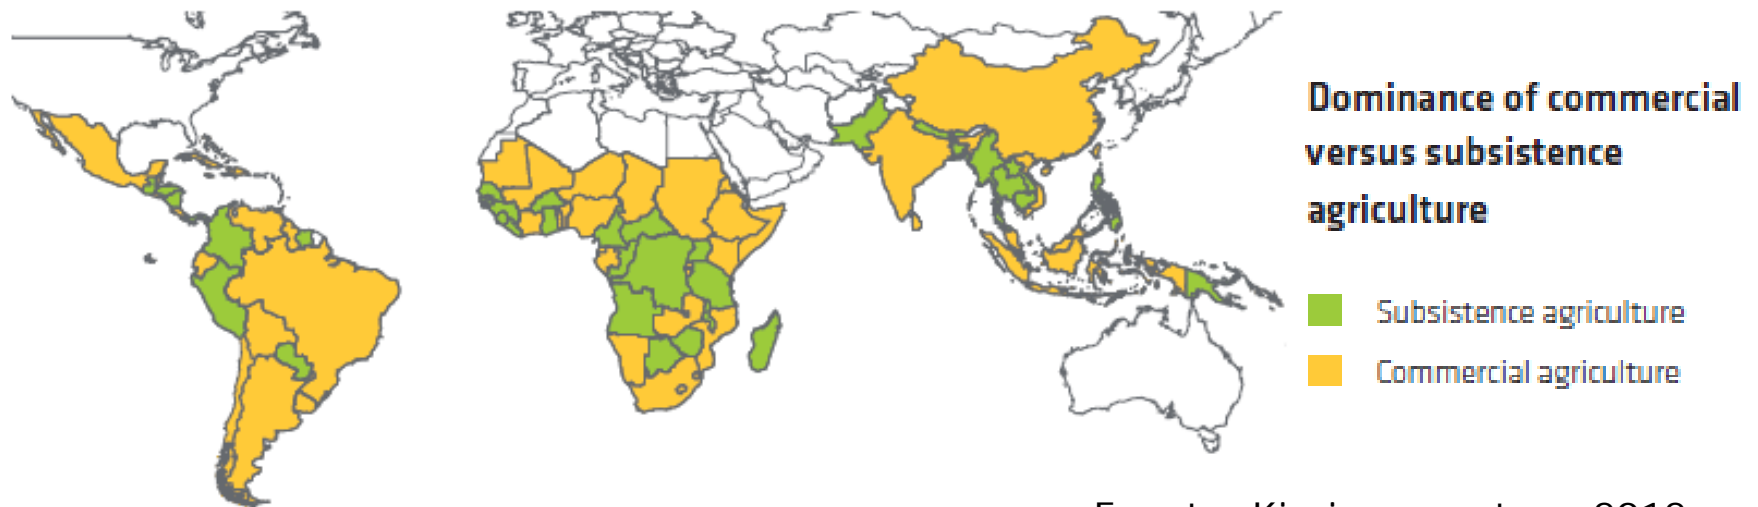 Dominance of commercial
versus subsistence
agriculture
Subsistence agriculture
Commercial agriculture